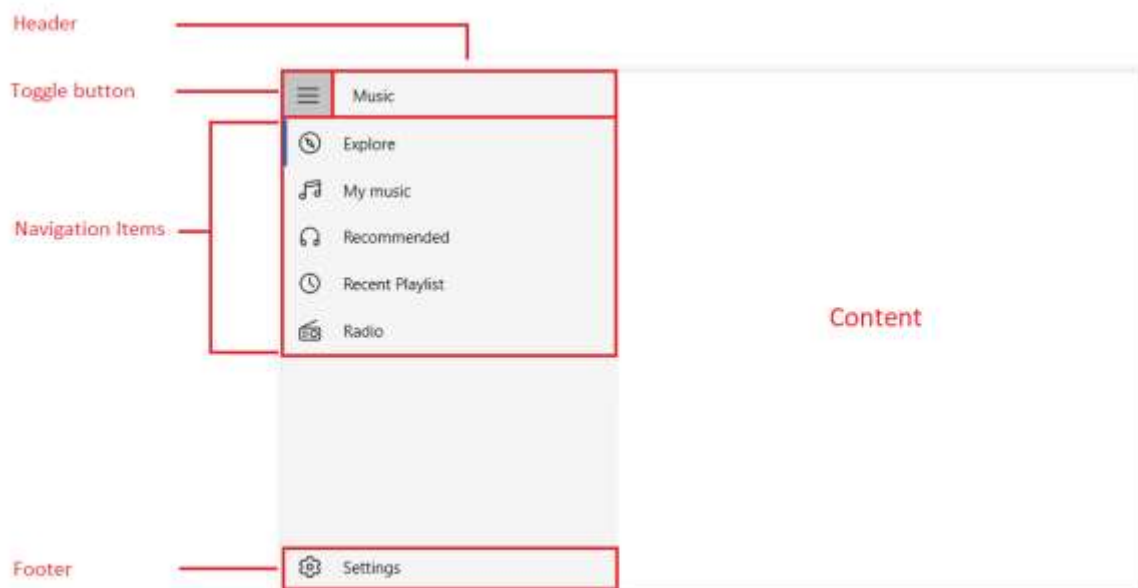 Header
Toggle button
Music
Explore
My music
Navigation Items
Recommended
Recent Playlist
Radio
Content
Footer
Settings